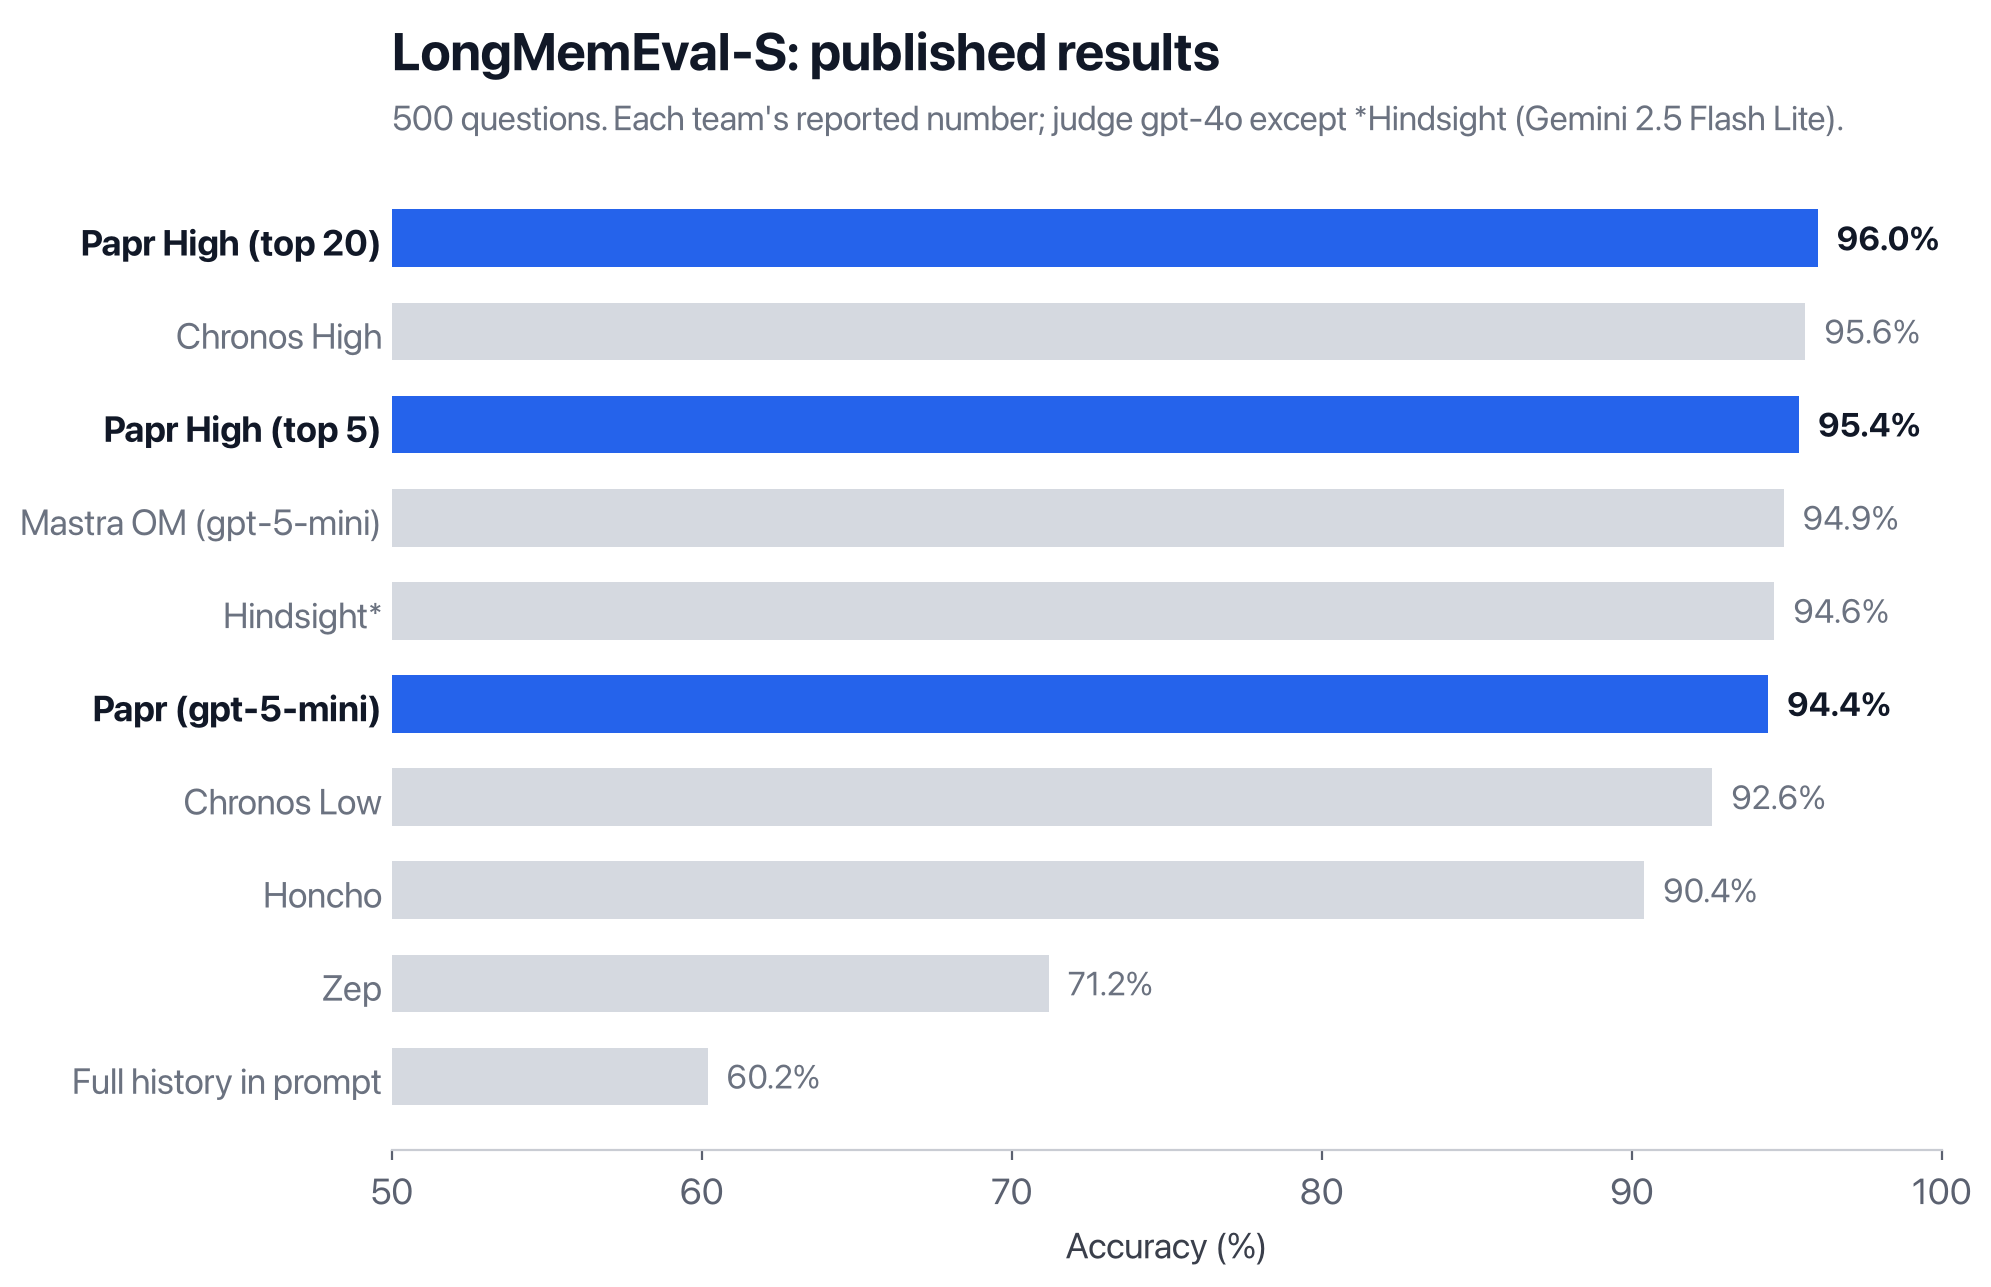 LongMemEval-S: published results
500 questions. Each team's reported number; judge gpt-4o except *Hindsight (Gemini 2.5 Flash Lite).
Papr High (top 20) 96.0%
Chronos High 95.6%
Papr High (top 5) 95.4%
Mastra OM (gpt-5-mini) 94.9%
Hindsight* 94.6%
Papr (gpt-5-mini) 94.4%
Chronos Low 92.6%
Honcho 90.4%
Zep 71.2%
Full history in prompt 60.2%
50 60 70 80 90 100
Accuracy (%)